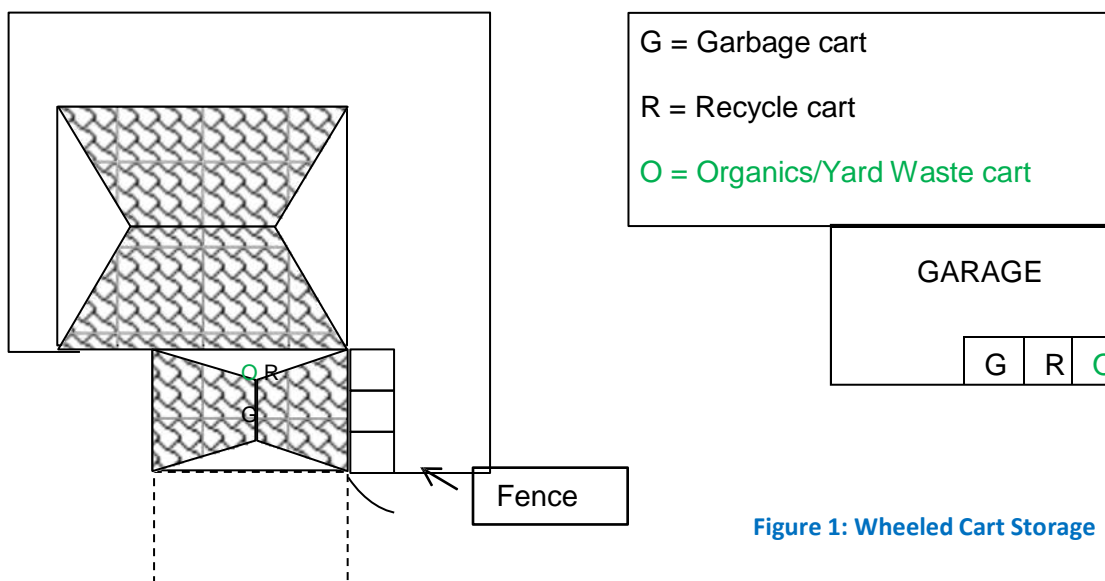 G = Garbage cart
R = Recycle cart
O = Organics/Yard Waste cart
GARAGE
G R O
O R
G
Fence
Figure 1: Wheeled Cart Storage